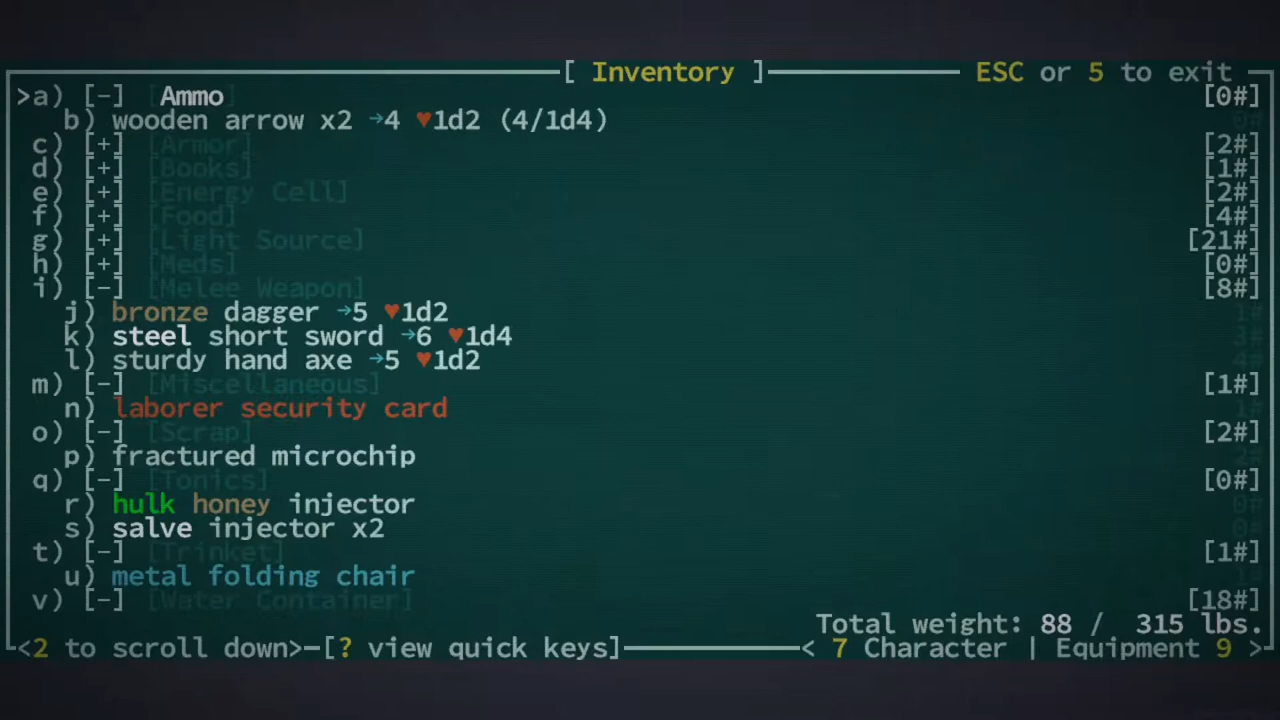 [ Inventory ] ESC or 5 to exit
>a) [-] [Ammo] [0#]
b) wooden arrow x2 →4 ♥1d2 (4/1d4)
c) [+] [Armor] [2#]
d) [+] [Books] [1#]
e) [+] [Energy Cell] [2#]
f) [+] [Food] [4#]
g) [+] [Light Source] [21#]
h) [+] [Meds] [0#]
i) [-] [Melee Weapon] [8#]
j) bronze dagger →5 ♥1d2
k) steel short sword →6 ♥1d4
l) sturdy hand axe →5 ♥1d2
m) [-] [Miscellaneous] [1#]
n) laborer security card
o) [-] [Scrap] [2#]
p) fractured microchip
q) [-] [Tonics] [0#]
r) hulk honey injector
s) salve injector x2
t) [-] [Trinket] [1#]
u) metal folding chair
v) [-] [Water Container] [18#]
Total weight: 88 / 315 lbs.
<2 to scroll down> [? view quick keys] < 7 Character | Equipment 9 >